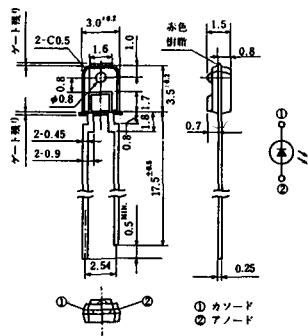 ゲート残り
2-C0.5
3.0±0.2
1.6
1.0
赤色
樹脂
1.5
0.8
0.8
φ0.8
1.7
3.5±0.2
1.8
0.8
0.7
ゲート残り
2-0.45
2-0.9
17.5±0.5
0.5MIN.
2.54
0.25
①
②
①
②
① カソード
② アノード